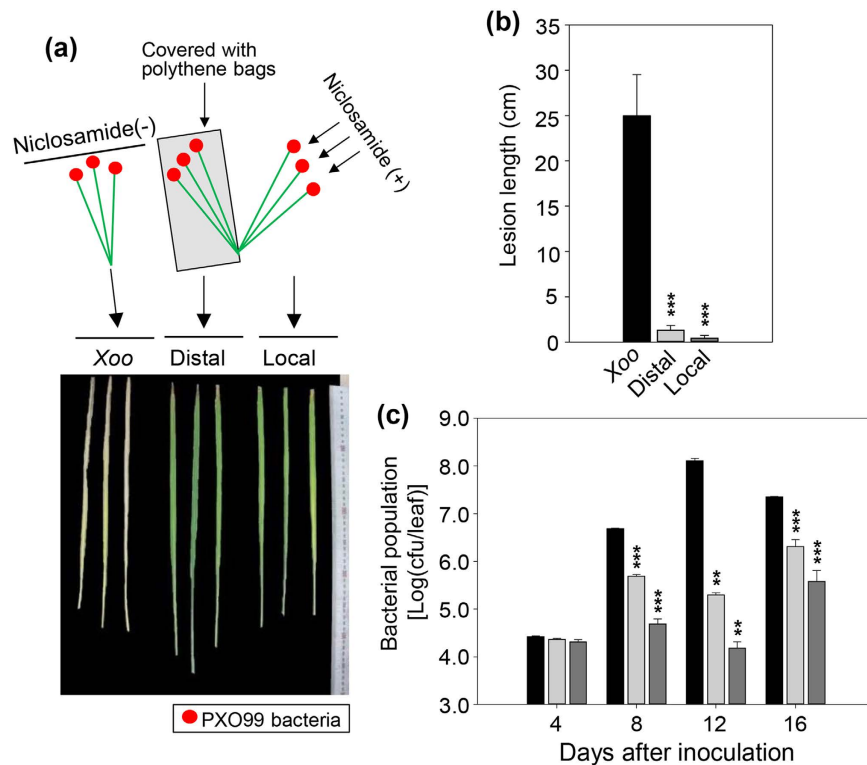 (a)
Covered with
polythene bags
Niclosamide(-)
Niclosamide (+)
Xoo
Distal
Local
PXO99 bacteria
(b)
Lesion length (cm)
35
30
25
20
15
10
5
0
***
***
Xoo
Distal
Local
(c)
Bacterial population
[Log(cfu/leaf)]
9.0
8.0
7.0
6.0
5.0
4.0
3.0
***
***
**
**
***
***
4
8
12
16
Days after inoculation